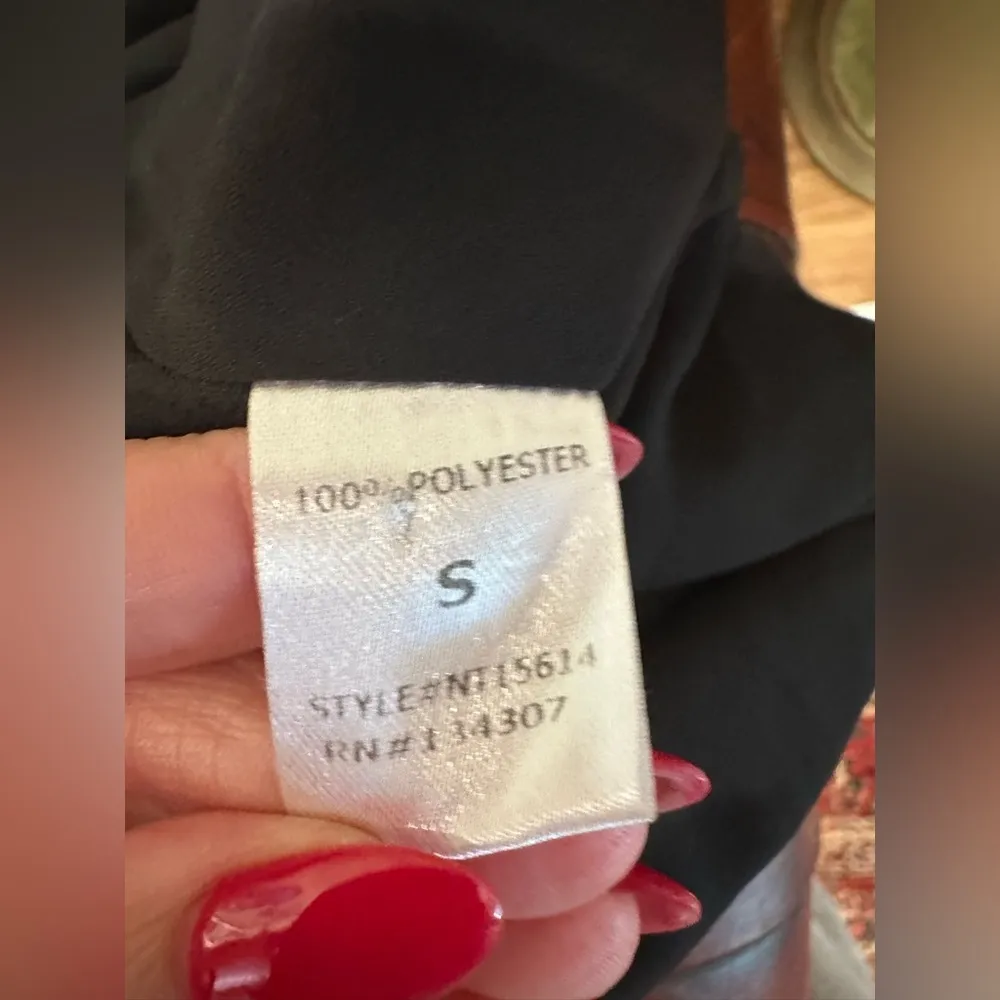 100% POLYESTER
S
STYLE#NT15614
RN#134307